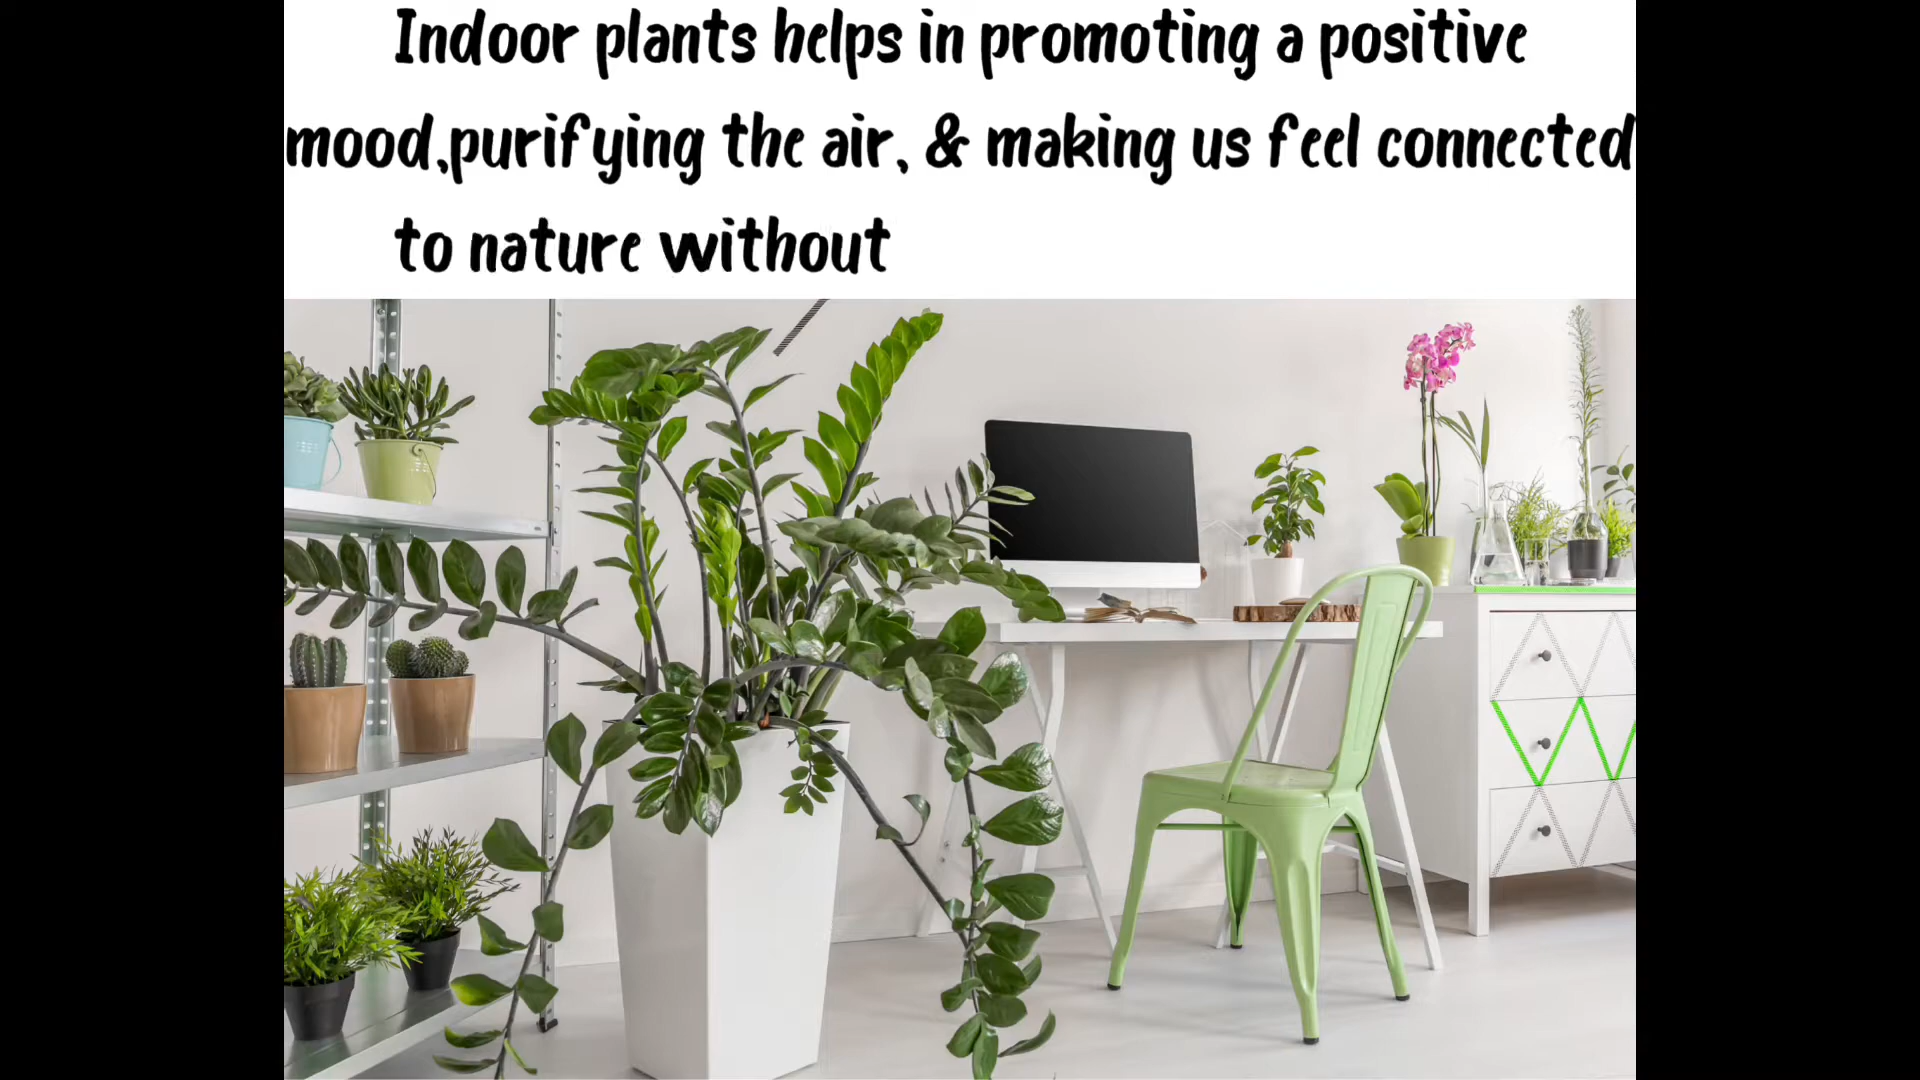 Indoor plants helps in promoting a positive
mood,purifying the air, & making us feel connected
to nature without